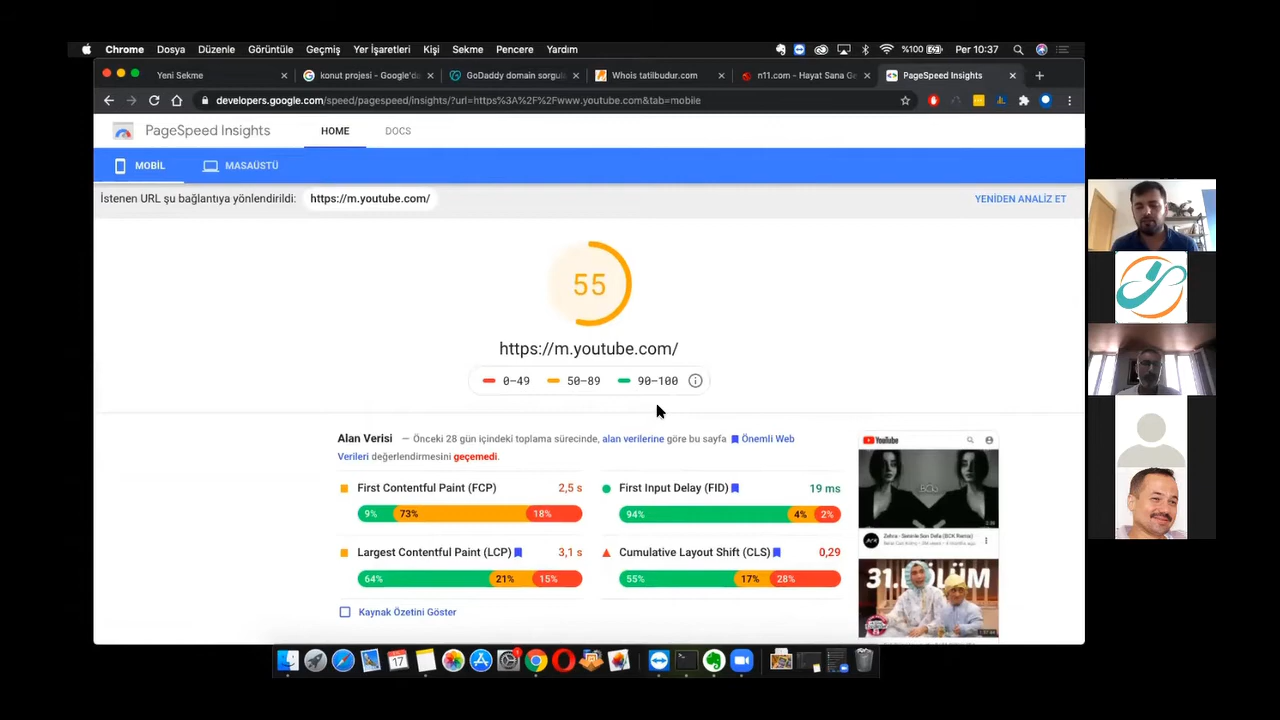 Chrome Dosya Düzenle Görüntüle Geçmiş Yer İşaretleri Kişi Sekme Pencere Yardım %100 Per 10:37
Yeni Sekme konut projesi - Google'da GoDaddy domain sorgula Whois tatilbudur.com n11.com - Hayat Sana Ge PageSpeed Insights
developers.google.com/speed/pagespeed/insights/?url=https%3A%2F%2Fwww.youtube.com&tab=mobile
PageSpeed Insights HOME DOCS
MOBİL MASAÜSTÜ
İstenen URL şu bağlantıya yönlendirildi: https://m.youtube.com/ YENİDEN ANALİZ ET
55
https://m.youtube.com/
0–49 50–89 90–100
Alan Verisi — Önceki 28 gün içindeki toplama sürecinde, alan verilerine göre bu sayfa Önemli Web
Verileri değerlendirmesini geçemedi.
First Contentful Paint (FCP) 2,5 s
9% 73% 18%
First Input Delay (FID) 19 ms
94% 4% 2%
Largest Contentful Paint (LCP) 3,1 s
64% 21% 15%
Cumulative Layout Shift (CLS) 0,29
55% 17% 28%
Kaynak Özetini Göster
YouTube
31.BÖLÜM
17